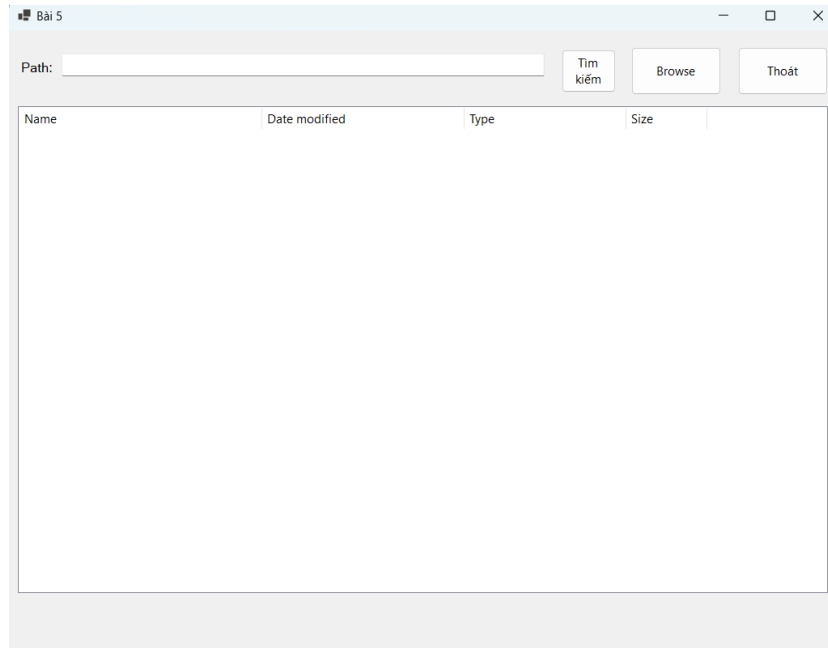 Bài 5
Path:
Tìm
kiếm
Browse
Thoát
Name Date modified Type Size